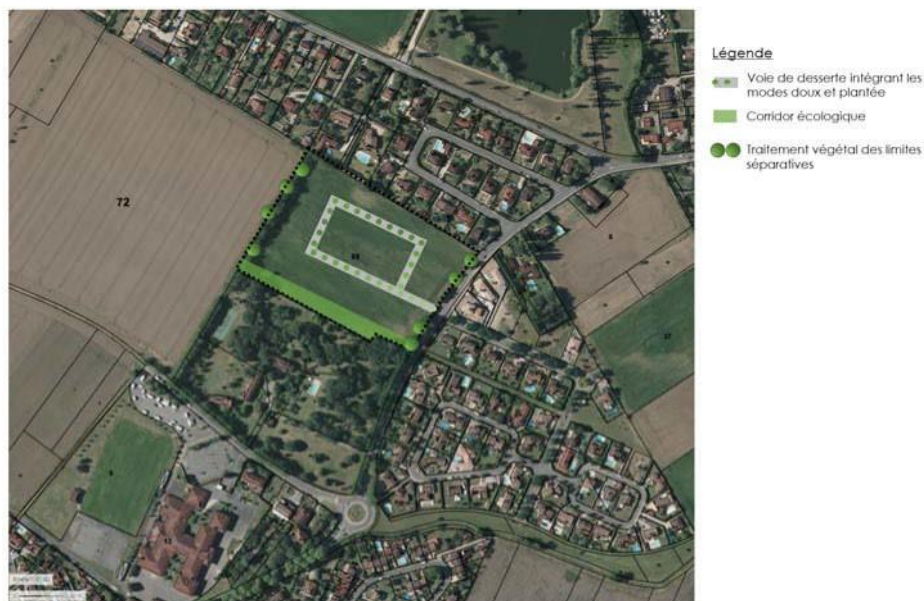 Légende
Voie de desserte intégrant les
modes doux et plantée
Corridor écologique
Traitement végétal des limites
séparatives
72